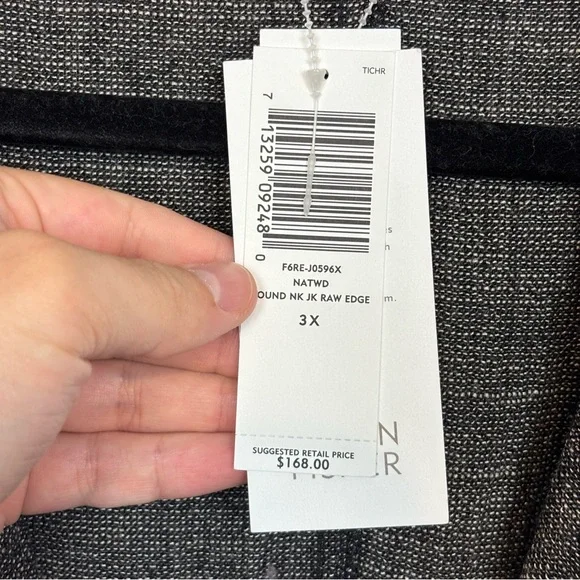 TICHR
7 13259 09248 0
F6RE-J0596X
NATWD
OUND NK JK RAW EDGE
3X
SUGGESTED RETAIL PRICE
$168.00